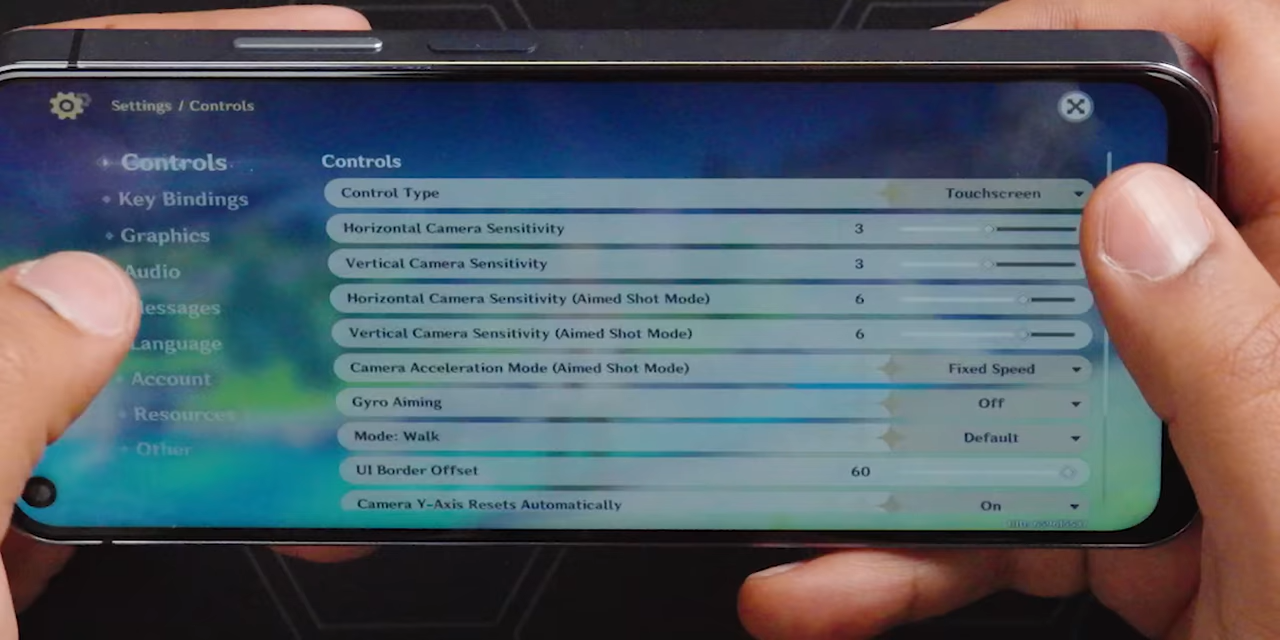 Settings / Controls
Controls
Key Bindings
Graphics
Audio
essages
Language
Account
Resources
Other
Controls
Control Type Touchscreen
Horizontal Camera Sensitivity 3
Vertical Camera Sensitivity 3
Horizontal Camera Sensitivity (Aimed Shot Mode) 6
Vertical Camera Sensitivity (Aimed Shot Mode) 6
Camera Acceleration Mode (Aimed Shot Mode) Fixed Speed
Gyro Aiming Off
Mode: Walk Default
UI Border Offset 60
Camera Y-Axis Resets Automatically On